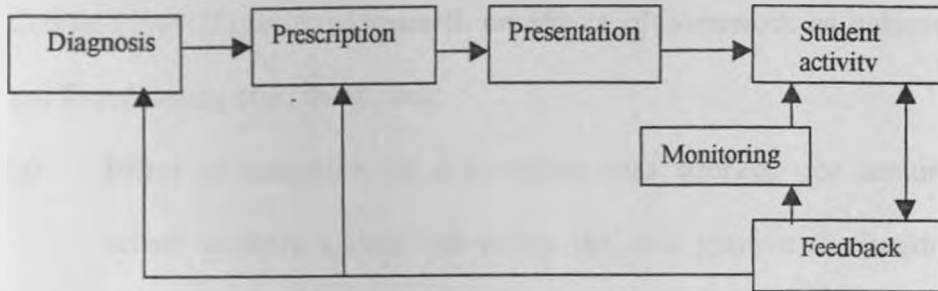 Diagnosis
Prescription
Presentation
Student
activity
Monitoring
Feedback